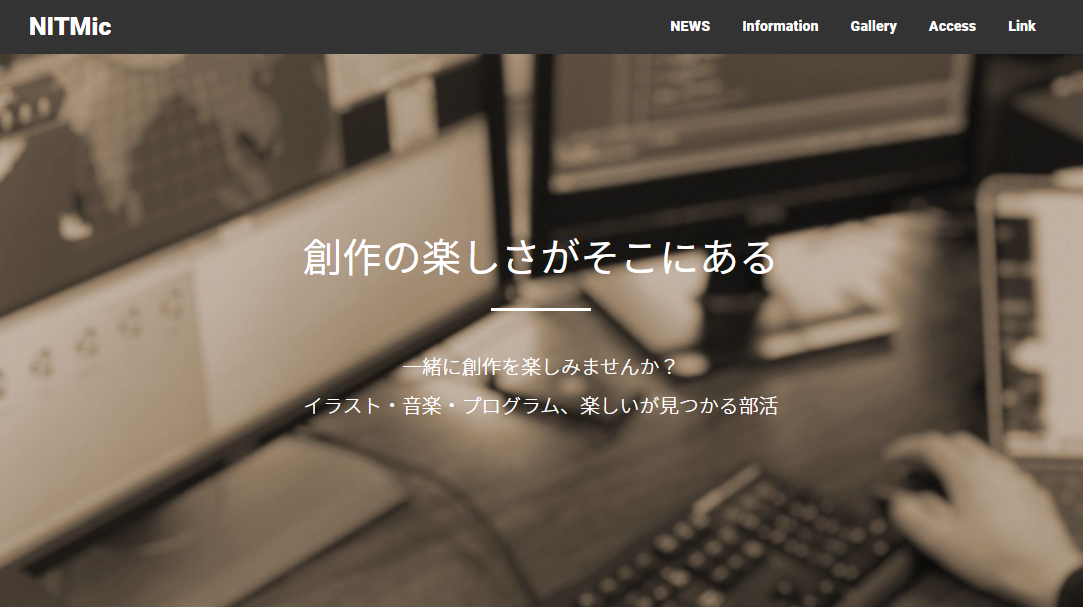 NITMic
NEWS Information Gallery Access Link
創作の楽しさがそこにある
一緒に創作を楽しみませんか？
イラスト・音楽・プログラム、楽しいが見つかる部活